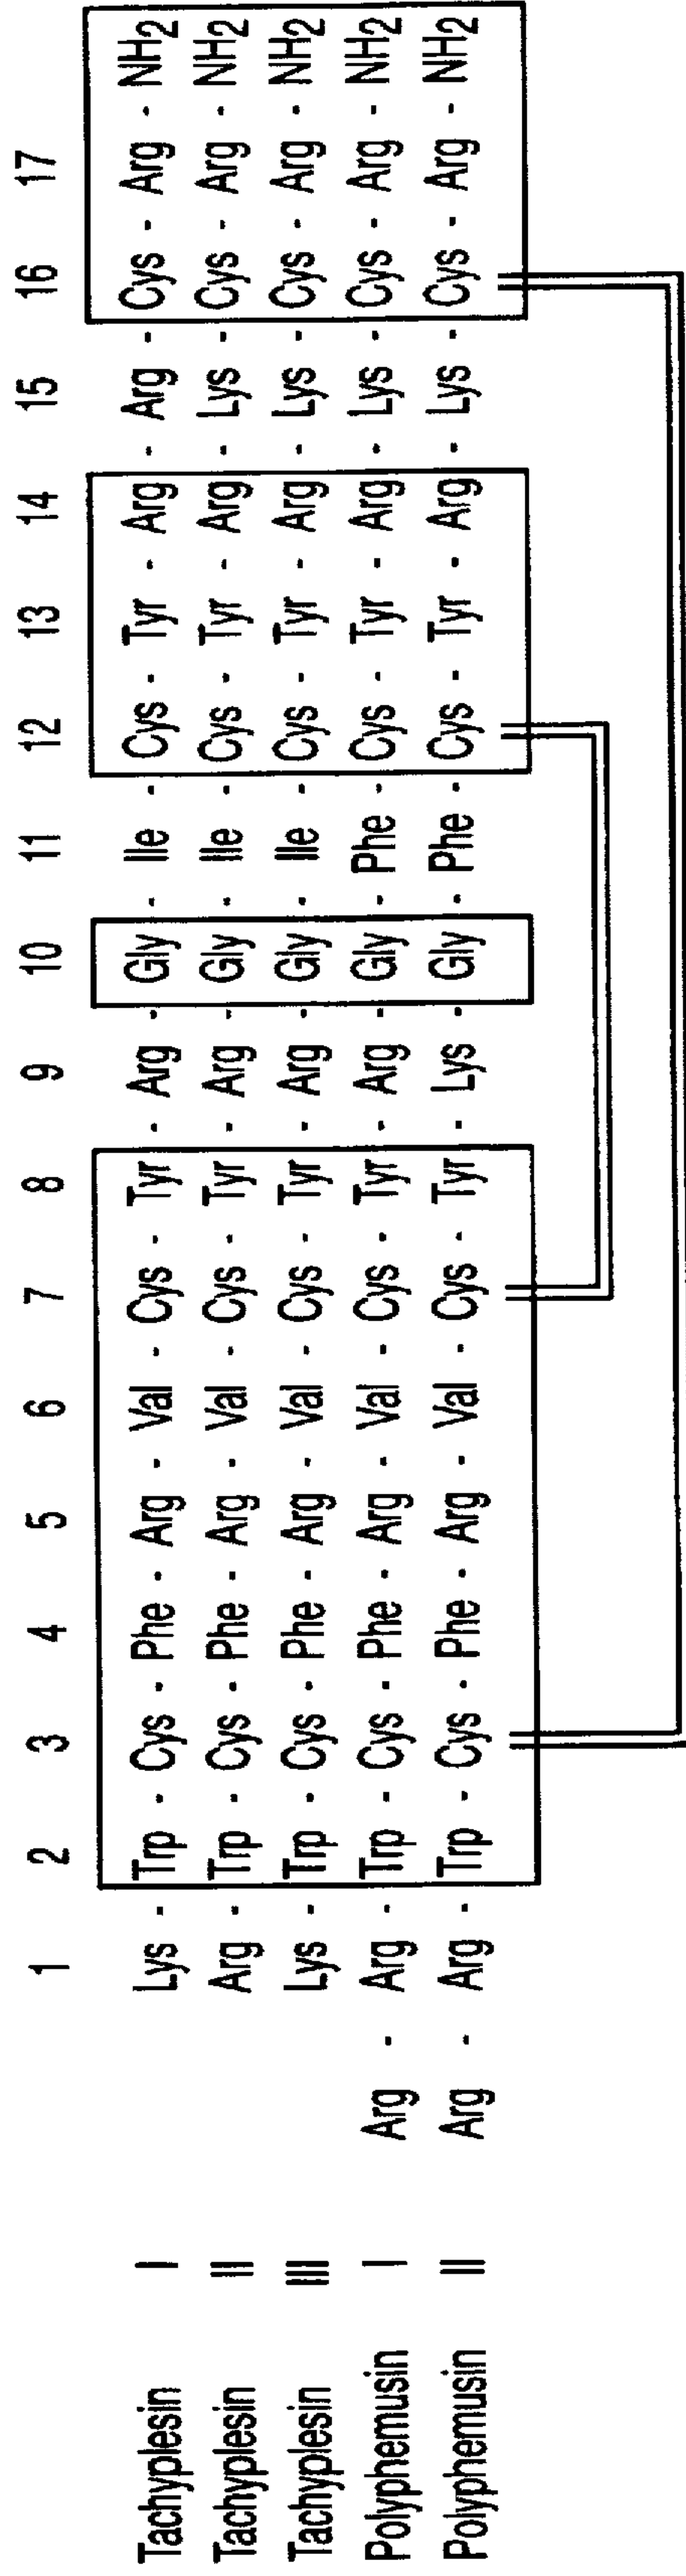 1 2 3 4 5 6 7 8 9 10 11 12 13 14 15 16 17
Tachyplesin I Lys - Trp - Cys - Phe - Arg - Val - Cys - Tyr - Arg - Gly - Ile - Cys - Tyr - Arg - Arg - Cys - Arg - NH2
Tachyplesin II Arg - Trp - Cys - Phe - Arg - Val - Cys - Tyr - Arg - Gly - Ile - Cys - Tyr - Arg - Lys - Cys - Arg - NH2
Tachyplesin III Lys - Trp - Cys - Phe - Arg - Val - Cys - Tyr - Arg - Gly - Ile - Cys - Tyr - Arg - Lys - Cys - Arg - NH2
Polyphemusin I Arg - Arg - Trp - Cys - Phe - Arg - Val - Cys - Tyr - Arg - Gly - Phe - Cys - Tyr - Arg - Lys - Cys - Arg - NH2
Polyphemusin II Arg - Arg - Trp - Cys - Phe - Arg - Val - Cys - Tyr - Lys - Gly - Phe - Cys - Tyr - Arg - Lys - Cys - Arg - NH2